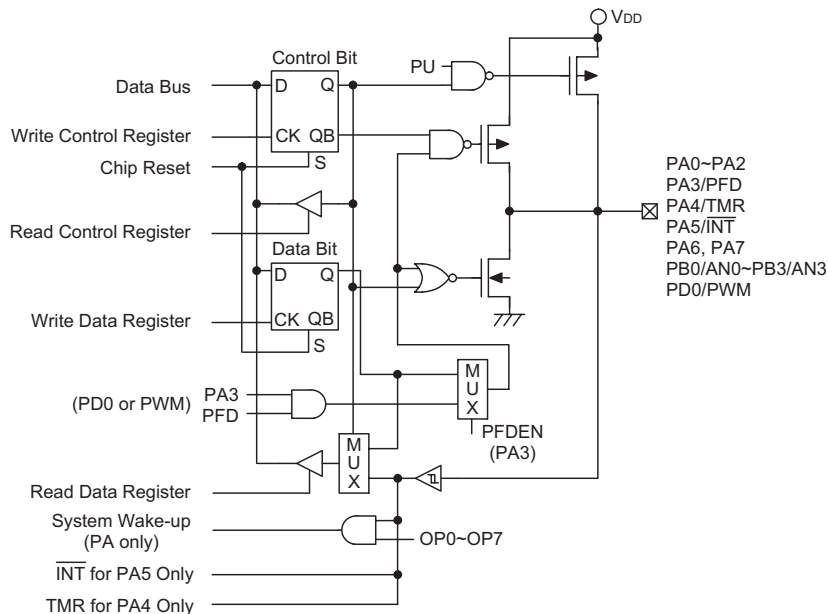 VDD
Control Bit
PU
Data Bus
D
Q
Write Control Register
CK
QB
Chip Reset
S
PA0~PA2
PA3/PFD
PA4/TMR
PA5/I̅N̅T̅
PA6, PA7
PB0/AN0~PB3/AN3
PD0/PWM
Read Control Register
Data Bit
D
Q
Write Data Register
CK
QB
S
(PD0 or PWM)
PA3
PFD
M
U
X
PFDEN
(PA3)
M
U
X
Read Data Register
System Wake-up
(PA only)
OP0~OP7
I̅N̅T̅ for PA5 Only
TMR for PA4 Only